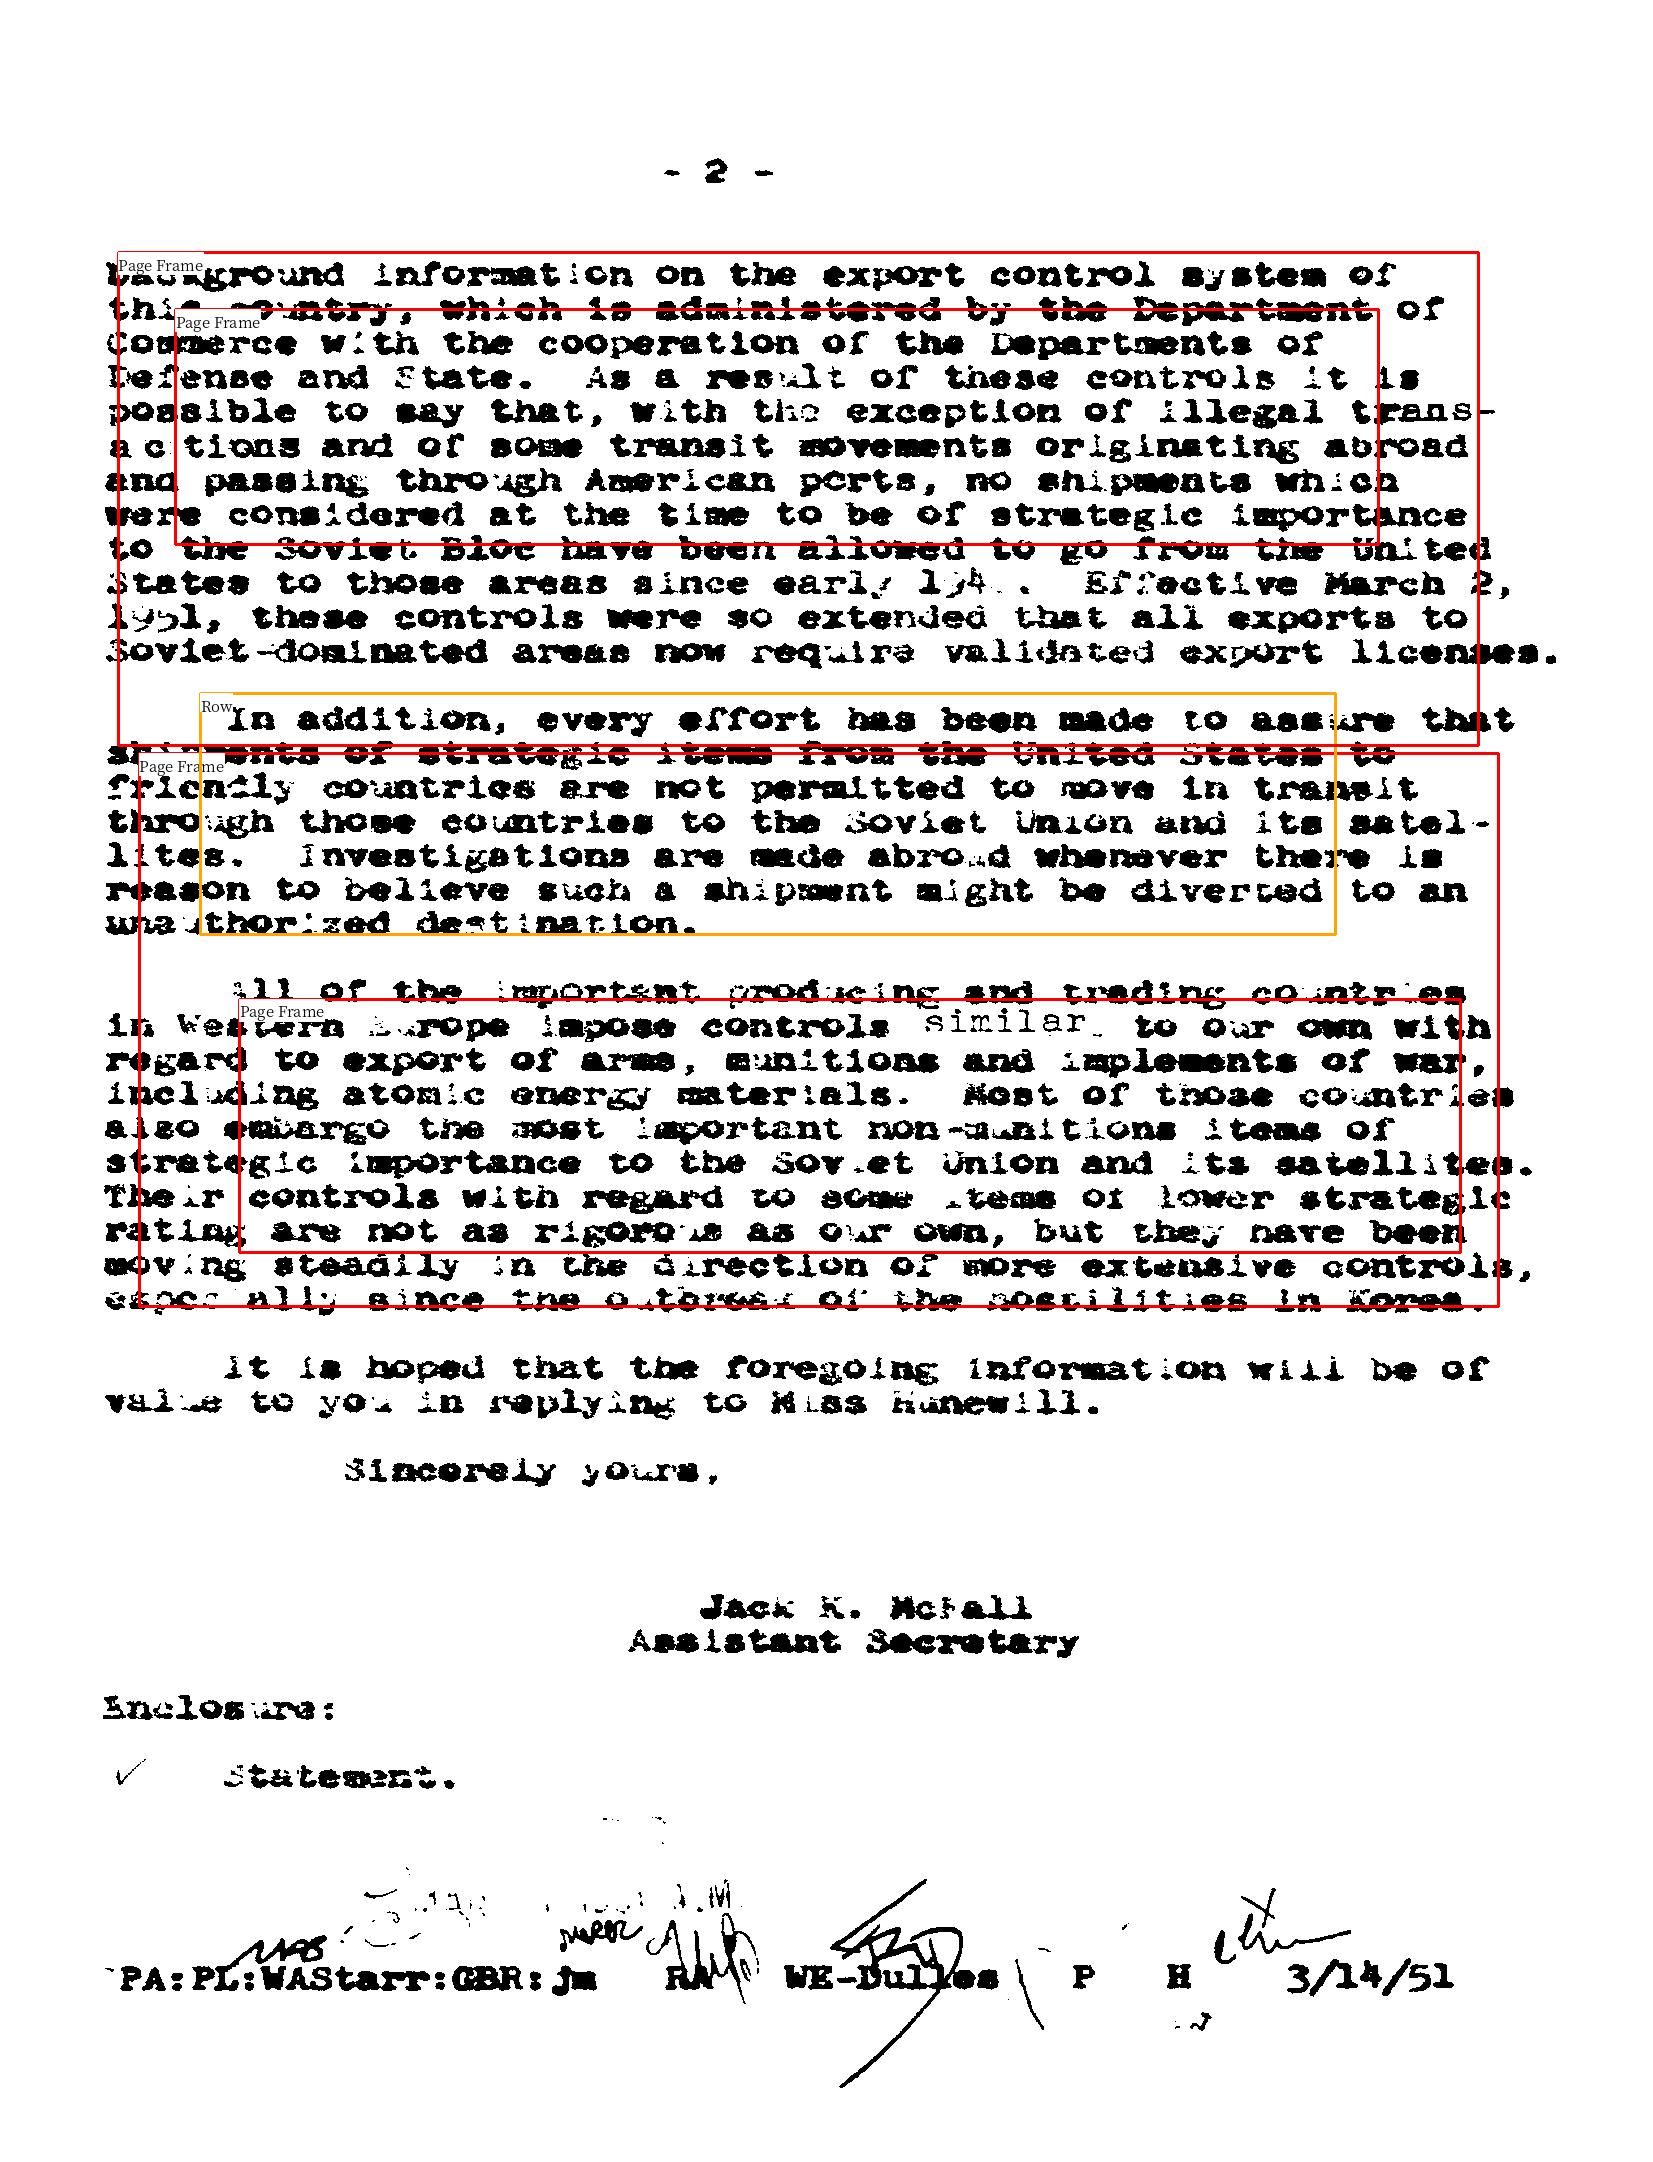 - 2 -
background information on the export control system of
this country, which is administered by the Department of
Commerce with the cooperation of the Departments of
Defense and State. As a result of these controls it is
possible to say that, with the exception of illegal trans-
actions and of some transit movements originating abroad
and passing through American ports, no shipments which
were considered at the time to be of strategic importance
to the Soviet Bloc have been allowed to go from the United
States to those areas since early Effective March 2,
1951, these controls were so extended that all exports to
Soviet-dominated areas now require validated export licenses.
In addition, every effort has been made to assure that
shipments of strategic items from the United States to
friendly countries are not permitted to move in transit
through those countries to the Soviet Union and its satel-
lites. Investigations are made abroad whenever there is
reason to believe such a shipment might be diverted to an
unauthorized destination.
All of the important producing and trading countries
in Western Europe impose controls similar to our own with
regard to export of arms, munitions and implements of war,
including atomic energy materials. Most of those countries
also embargo the most important non-munitions items of
strategic importance to the Soviet Union and its satellites.
Their controls with regard to some items of lower strategic
rating are not as rigorous as our own, but they have been
moving steadily in the direction of more extensive controls,
especially since the outbreak of the hostilities in Korea.
It is hoped that the foregoing information will be of
value to you in replying to Miss Hunewill.
Sincerely yours,
Jack K. McFall
Assistant Secretary
Enclosure:
✓ Statement.
PA:PL:WAStarr:GBR:jm RA WE-Dulles P H 3/14/51
Page Frame
Page Frame
Row
Page Frame
Page Frame